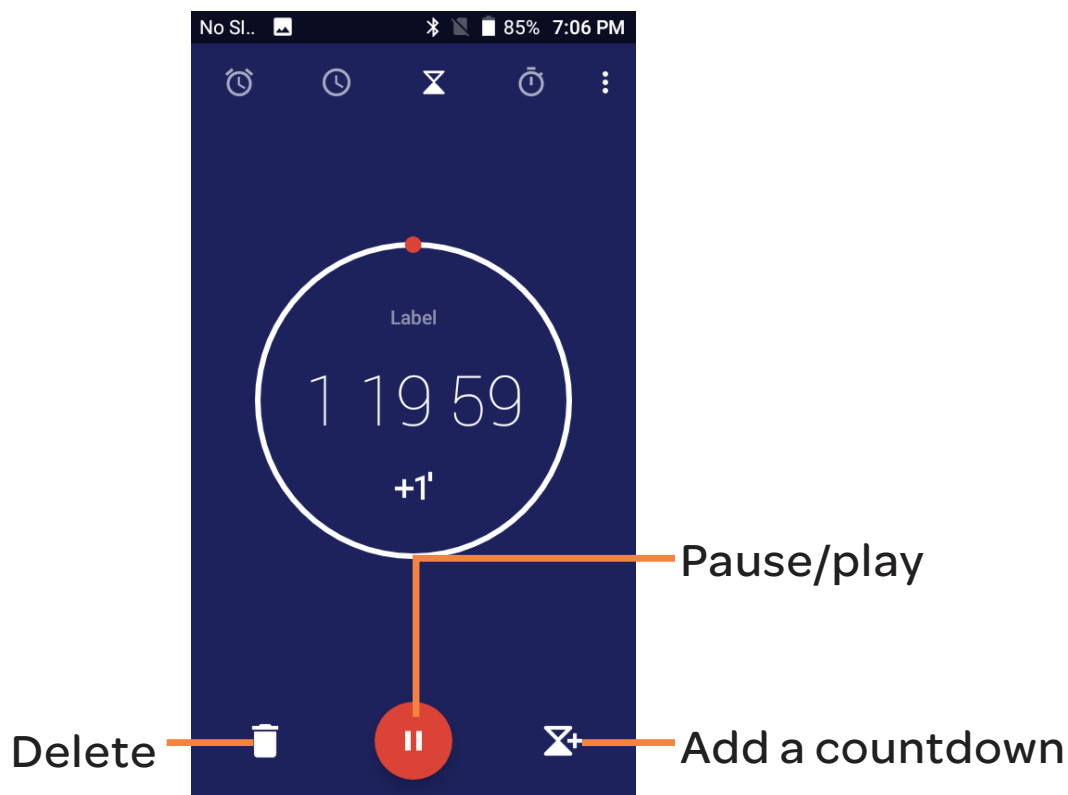 No SI.. 85% 7:06 PM
Label
1 19 59
+1'
Pause/play
Delete
Add a countdown